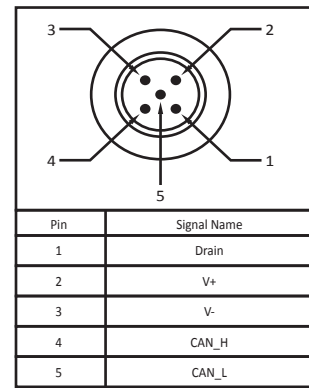 3 2
4 1
5
Pin Signal Name
1 Drain
2 V+
3 V-
4 CAN_H
5 CAN_L